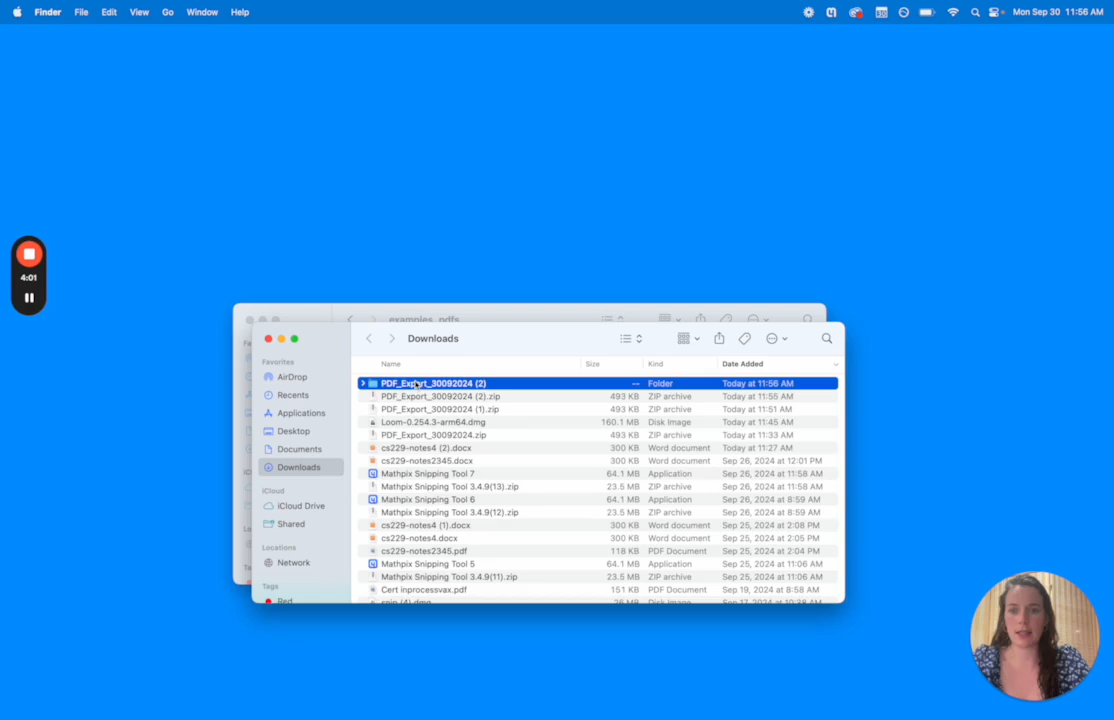 Finder File Edit View Go Window Help Mon Sep 30 11:56 AM
4:01
examples_pdfs
Downloads
Favorites
AirDrop
Recents
Applications
Desktop
Documents
Downloads
iCloud
iCloud Drive
Shared
Locations
Network
Tags
Red
Name Size Kind Date Added
PDF_Export_30092024 (2) -- Folder Today at 11:56 AM
PDF_Export_30092024 (2).zip 493 KB ZIP archive Today at 11:55 AM
PDF_Export_30092024 (1).zip 493 KB ZIP archive Today at 11:51 AM
Loom-0.254.3-arm64.dmg 160.1 MB Disk Image Today at 11:45 AM
PDF_Export_30092024.zip 493 KB ZIP archive Today at 11:33 AM
cs229-notes4 (2).docx 300 KB Word document Today at 11:27 AM
cs229-notes2345.docx 300 KB Word document Sep 26, 2024 at 12:01 PM
Mathpix Snipping Tool 7 64.1 MB Application Sep 26, 2024 at 11:58 AM
Mathpix Snipping Tool 3.4.9(13).zip 23.5 MB ZIP archive Sep 26, 2024 at 11:58 AM
Mathpix Snipping Tool 6 64.1 MB Application Sep 26, 2024 at 8:59 AM
Mathpix Snipping Tool 3.4.9(12).zip 23.5 MB ZIP archive Sep 26, 2024 at 8:59 AM
cs229-notes4 (1).docx 300 KB Word document Sep 25, 2024 at 2:08 PM
cs229-notes4.docx 300 KB Word document Sep 25, 2024 at 2:05 PM
cs229-notes2345.pdf 118 KB PDF Document Sep 25, 2024 at 2:04 PM
Mathpix Snipping Tool 5 64.1 MB Application Sep 25, 2024 at 11:06 AM
Mathpix Snipping Tool 3.4.9(11).zip 23.5 MB ZIP archive Sep 25, 2024 at 11:06 AM
Cert inprocessvax.pdf 151 KB PDF Document Sep 19, 2024 at 8:58 AM
snip (4).dmg 26 MB Disk Image Sep 17, 2024 at 10:38 AM